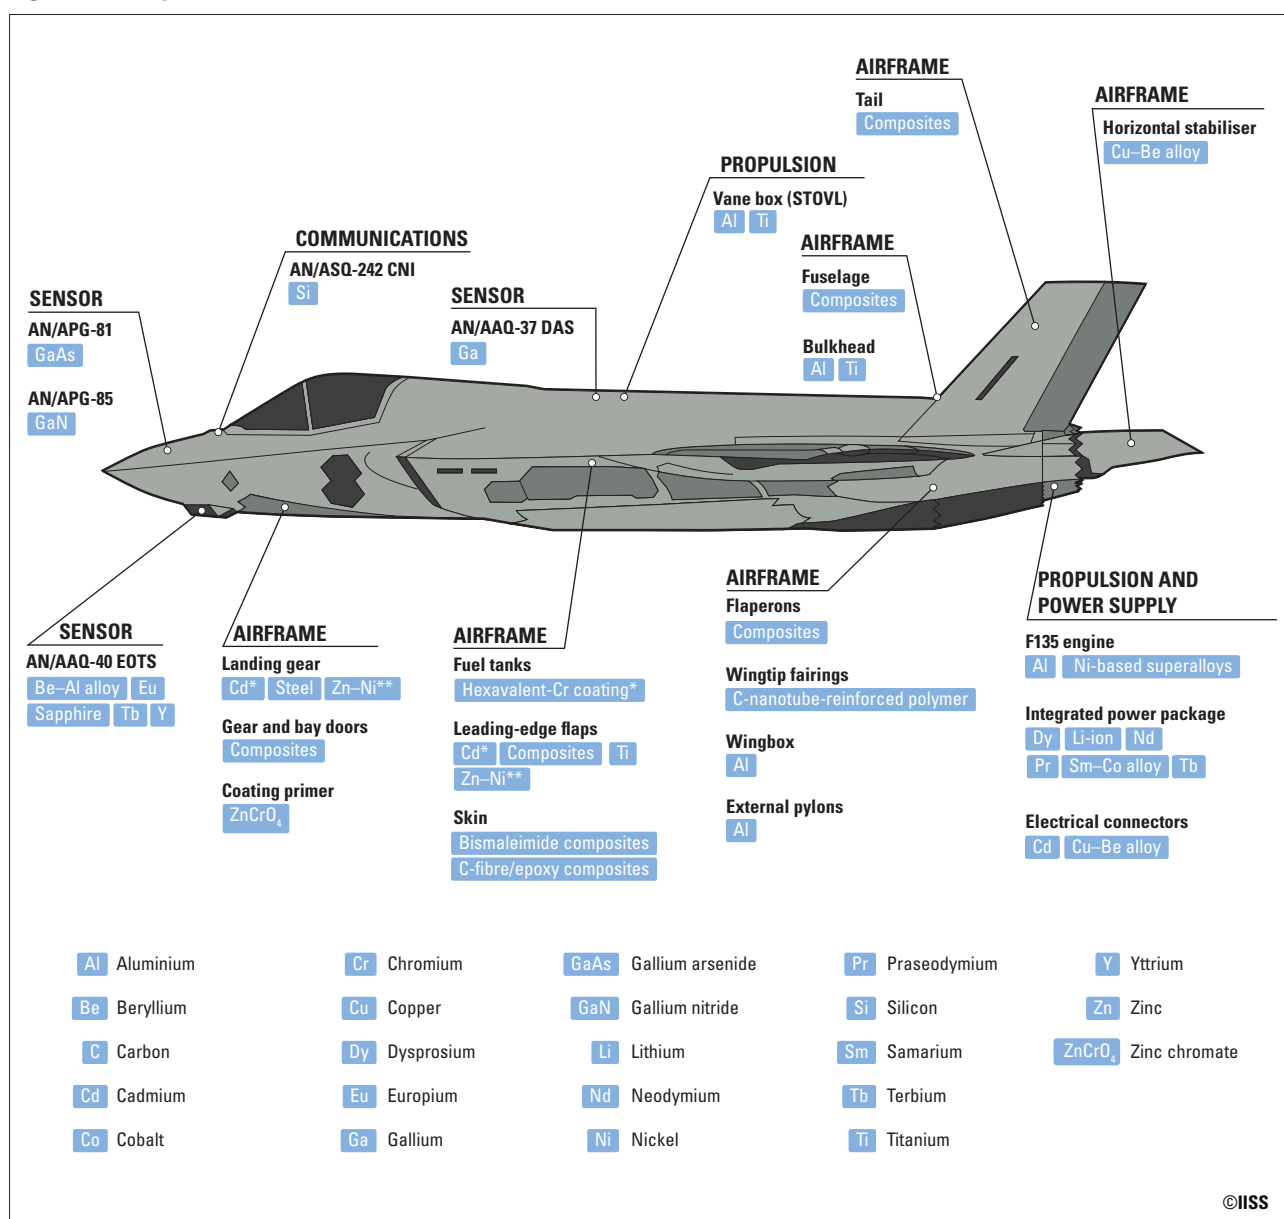 AIRFRAME
Tail
Composites
AIRFRAME
Horizontal stabiliser
Cu–Be alloy
PROPULSION
Vane box (STOVL)
Al Ti
AIRFRAME
Fuselage
Composites
Bulkhead
Al Ti
COMMUNICATIONS
AN/ASQ-242 CNI
Si
SENSOR
AN/APG-81
GaAs
AN/APG-85
GaN
SENSOR
AN/AAQ-37 DAS
Ga
SENSOR
AN/AAQ-40 EOTS
Be–Al alloy Eu
Sapphire Tb Y
AIRFRAME
Landing gear
Cd* Steel Zn–Ni**
Gear and bay doors
Composites
Coating primer
ZnCrO₄
AIRFRAME
Fuel tanks
Hexavalent-Cr coating*
Leading-edge flaps
Cd* Composites Ti
Zn–Ni**
Skin
Bismaleimide composites
C-fibre/epoxy composites
AIRFRAME
Flaperons
Composites
Wingtip fairings
C-nanotube-reinforced polymer
Wingbox
Al
External pylons
Al
PROPULSION AND
POWER SUPPLY
F135 engine
Al Ni-based superalloys
Integrated power package
Dy Li-ion Nd
Pr Sm–Co alloy Tb
Electrical connectors
Cd Cu–Be alloy
Al Aluminium
Be Beryllium
C Carbon
Cd Cadmium
Co Cobalt
Cr Chromium
Cu Copper
Dy Dysprosium
Eu Europium
Ga Gallium
GaAs Gallium arsenide
GaN Gallium nitride
Li Lithium
Nd Neodymium
Ni Nickel
Pr Praseodymium
Si Silicon
Sm Samarium
Tb Terbium
Ti Titanium
Y Yttrium
Zn Zinc
ZnCrO₄ Zinc chromate
©IISS